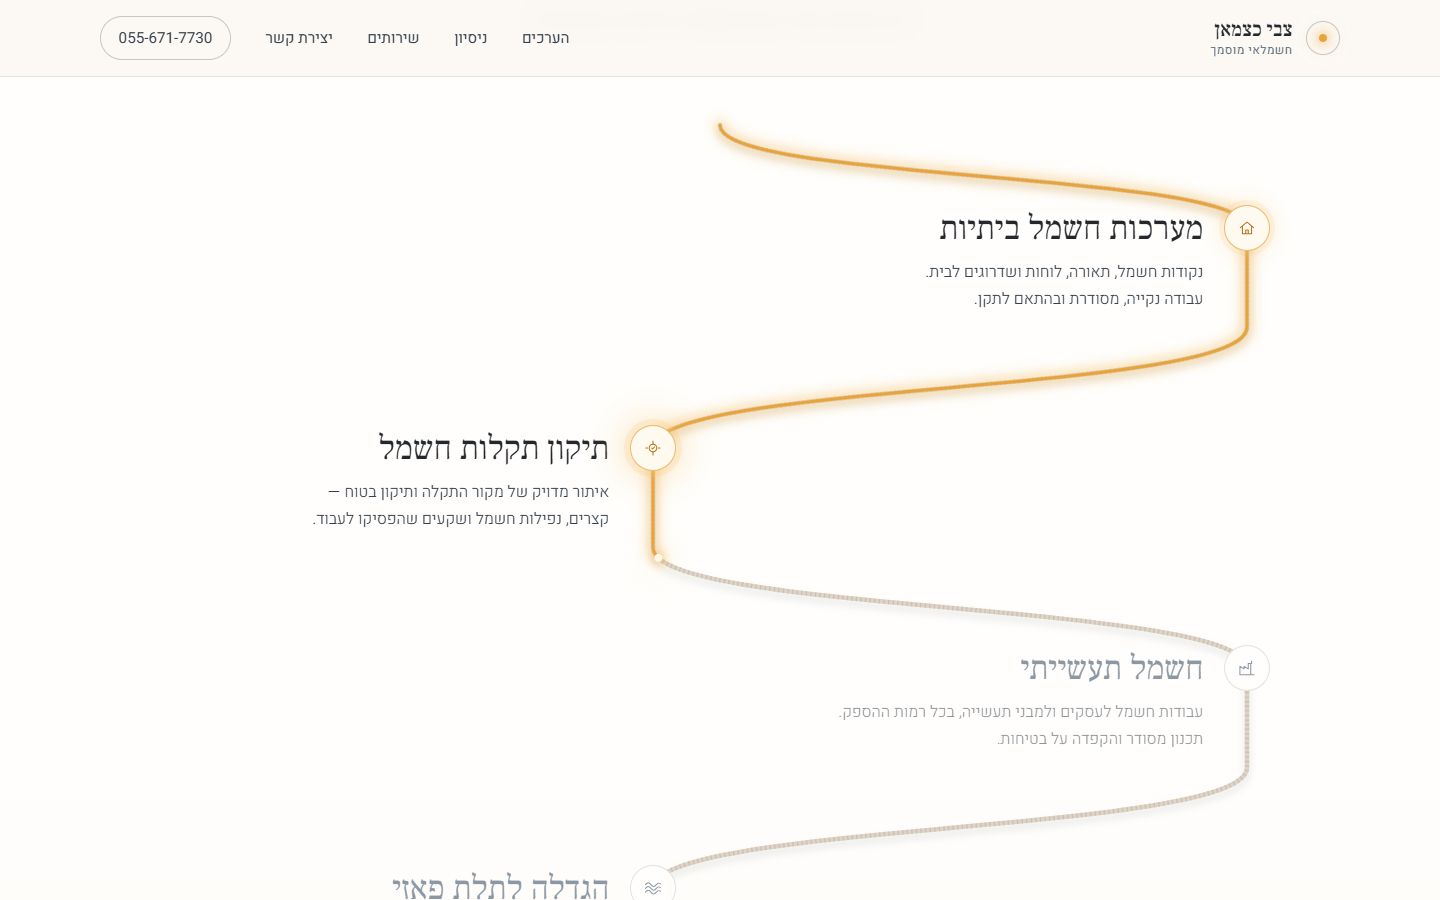 צבי כצמאן
חשמלאי מוסמך
הערכים
ניסיון
שירותים
יצירת קשר
055-671-7730
מערכות חשמל ביתיות
נקודות חשמל, תאורה, לוחות ושדרוגים לבית.
עבודה נקייה, מסודרת ובהתאם לתקן.
תיקון תקלות חשמל
איתור מדויק של מקור התקלה ותיקון בטוח —
קצרים, נפילות חשמל ושקעים שהפסיקו לעבוד.
חשמל תעשייתי
עבודות חשמל לעסקים ולמבני תעשייה, בכל רמות ההספק.
תכנון מסודר והקפדה על בטיחות.
הגדלה לתלת פאזי